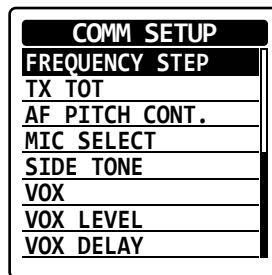 COMM SETUP
FREQUENCY STEP
TX TOT
AF PITCH CONT.
MIC SELECT
SIDE TONE
VOX
VOX LEVEL
VOX DELAY